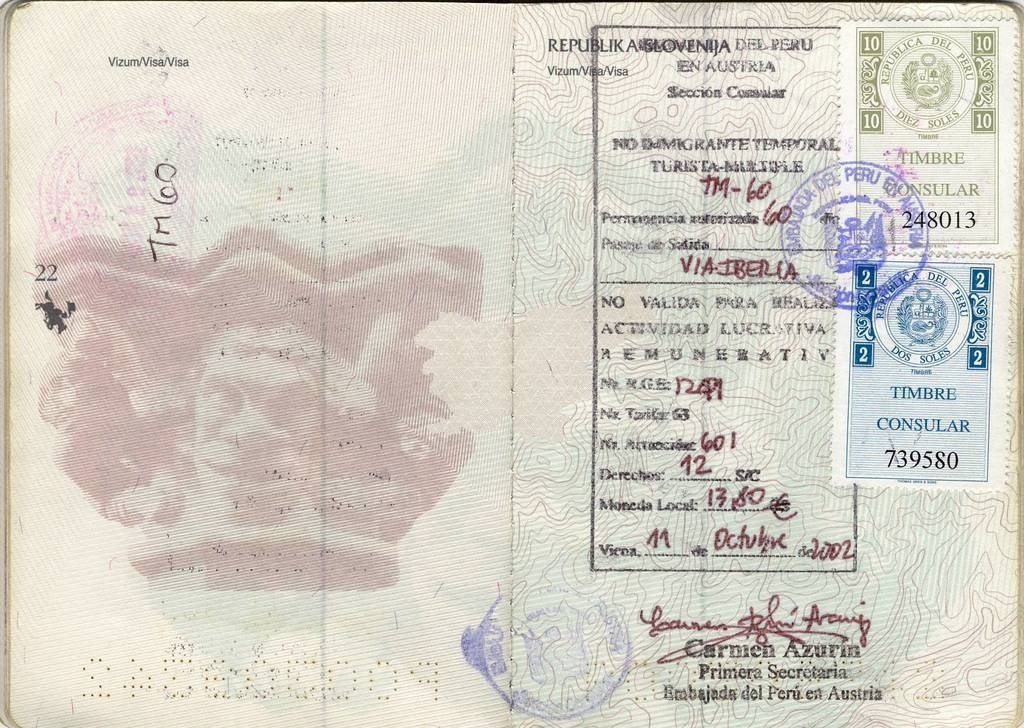 Vizum/Visa/Visa
TM 60
22
REPUBLIKA SLOVENIJA
Vizum/Visa/Visa
DEL PERU
EN AUSTRIA
Sección Consular
NO INMIGRANTE TEMPORAL
TURISTA-MULTIPLE
TM-60
Permanencia autorizada 60
Pasaje de Salida
VIA IBERIA
NO VALIDA PARA REALIZ
ACTIVIDAD LUCRATIVA
REMUNERATIV
Nr. R.G.E: 1249
Nr. Tarifa: 63
Nr. Actuación: 601
Derechos: 12 S/C
Moneda Local: 13,80 €
Viena, 11 de Octubre de 2002
Carmen Azurín
Primera Secretaria
Embajada del Perú en Austria
EMBAJADA DEL PERU EN AUSTRIA
10 10
REPUBLICA DEL PERU
DIEZ SOLES
10 10
TIMBRE
TIMBRE
CONSULAR
248013
2 2
REPUBLICA DEL PERU
DOS SOLES
2 2
TIMBRE
TIMBRE
CONSULAR
739580